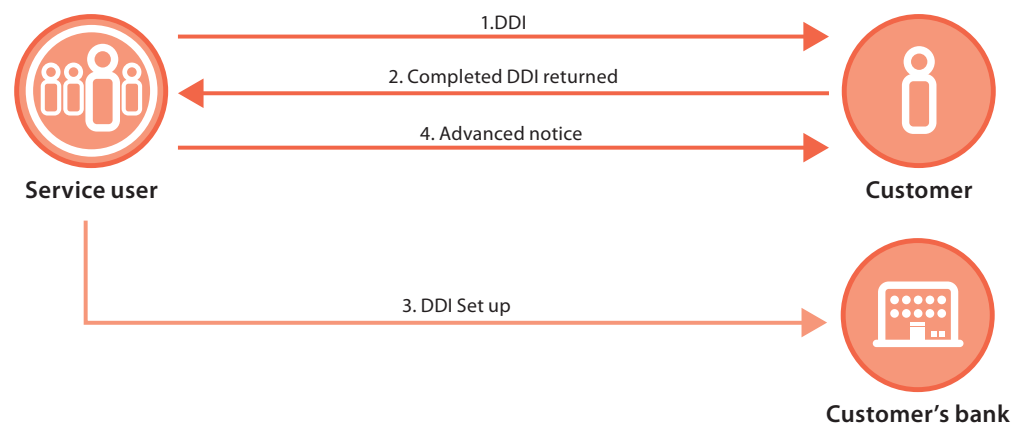 1.DDI
2. Completed DDI returned
4. Advanced notice
Service user
Customer
3. DDI Set up
Customer’s bank